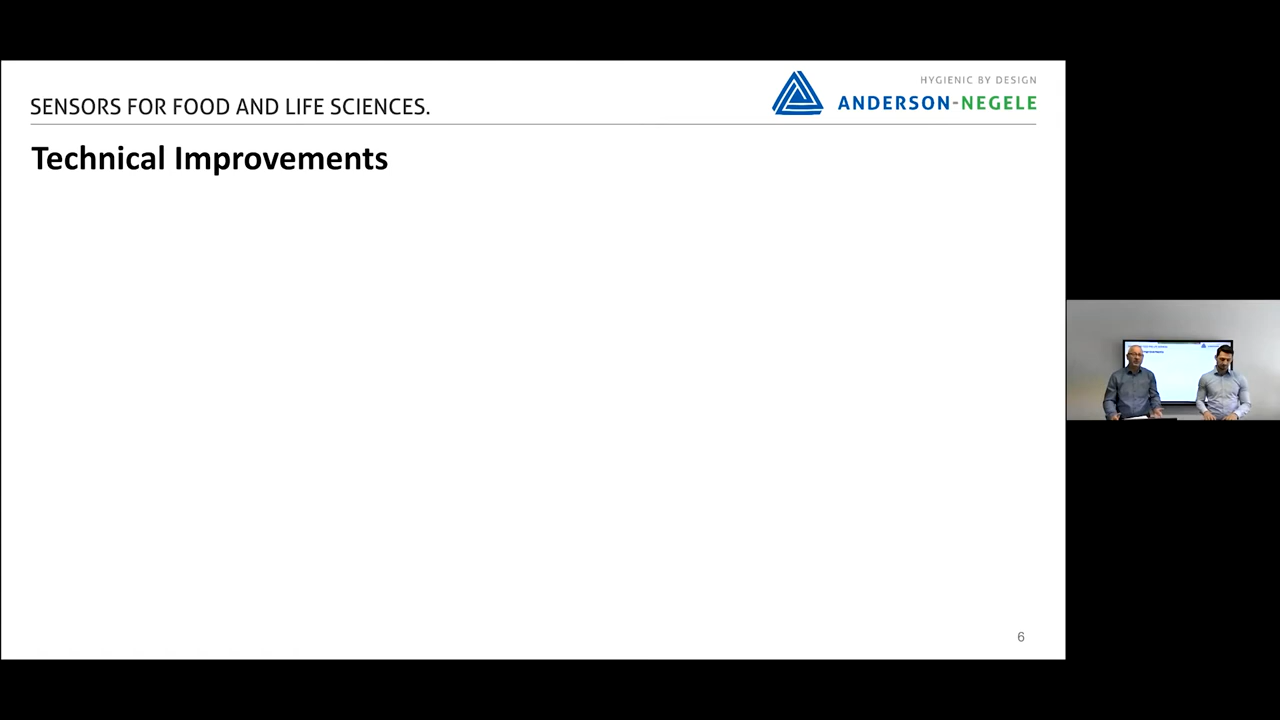 HYGIENIC BY DESIGN
SENSORS FOR FOOD AND LIFE SCIENCES.
ANDERSON-NEGELE
Technical Improvements
6